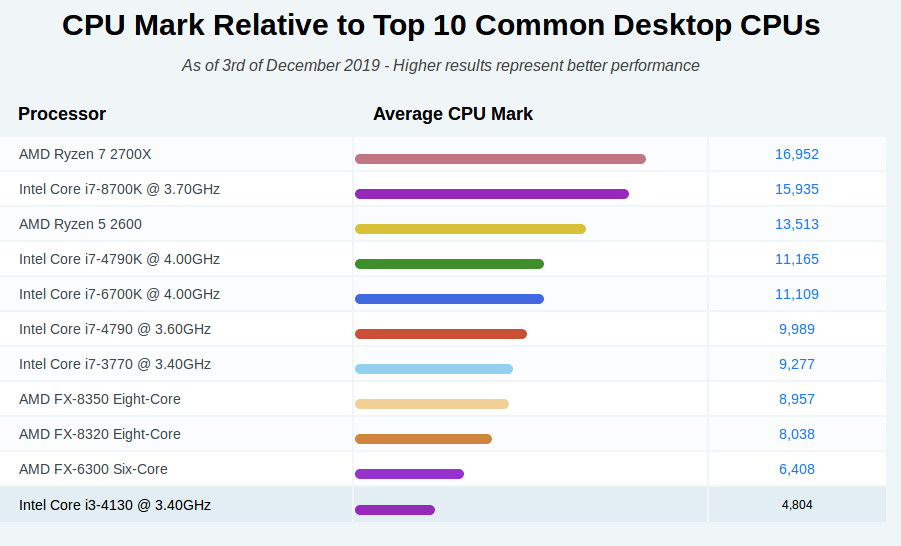 CPU Mark Relative to Top 10 Common Desktop CPUs
As of 3rd of December 2019 - Higher results represent better performance
Processor Average CPU Mark
AMD Ryzen 7 2700X 16,952
Intel Core i7-8700K @ 3.70GHz 15,935
AMD Ryzen 5 2600 13,513
Intel Core i7-4790K @ 4.00GHz 11,165
Intel Core i7-6700K @ 4.00GHz 11,109
Intel Core i7-4790 @ 3.60GHz 9,989
Intel Core i7-3770 @ 3.40GHz 9,277
AMD FX-8350 Eight-Core 8,957
AMD FX-8320 Eight-Core 8,038
AMD FX-6300 Six-Core 6,408
Intel Core i3-4130 @ 3.40GHz 4,804